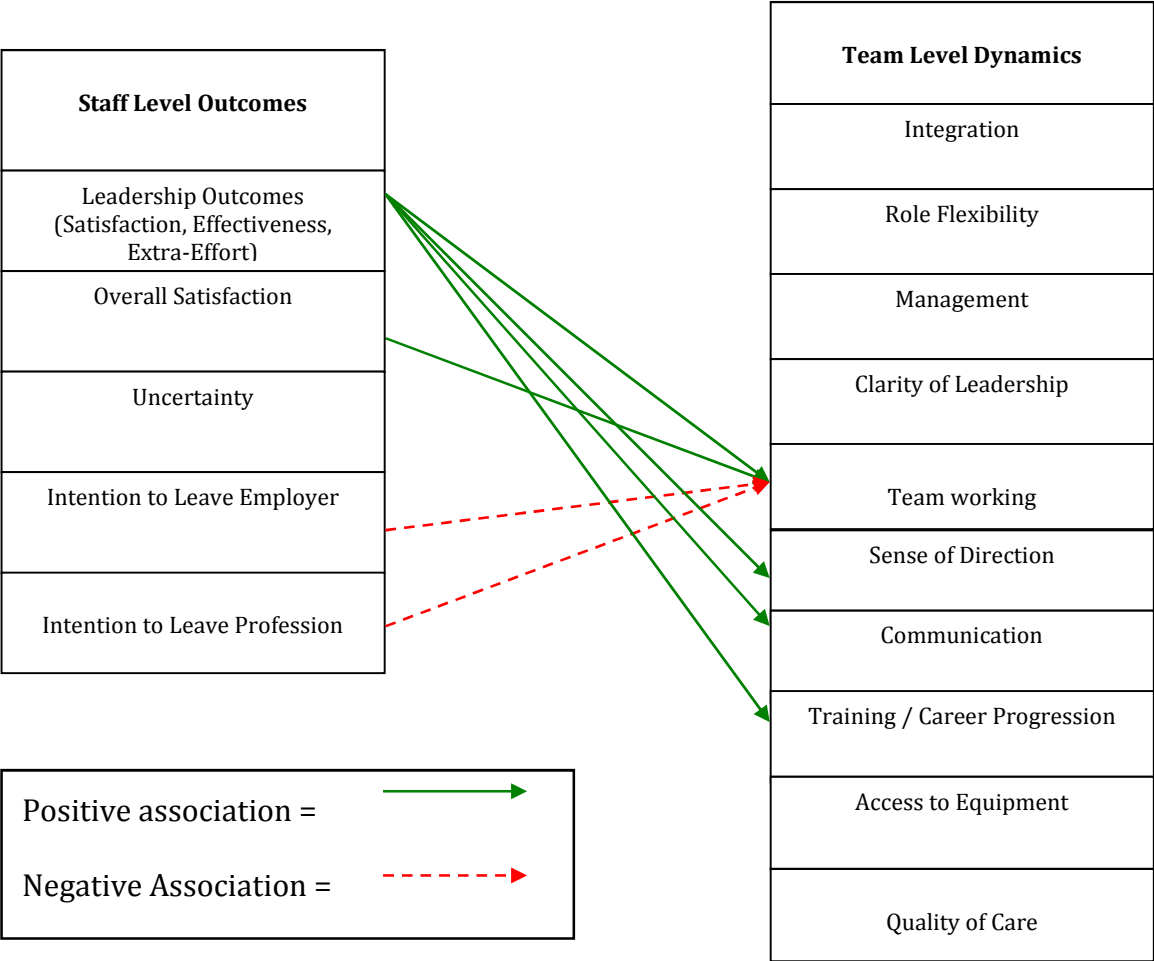 Staff Level Outcomes
Leadership Outcomes
(Satisfaction, Effectiveness,
Extra-Effort)
Overall Satisfaction
Uncertainty
Intention to Leave Employer
Intention to Leave Profession
Team Level Dynamics
Integration
Role Flexibility
Management
Clarity of Leadership
Team working
Sense of Direction
Communication
Training / Career Progression
Access to Equipment
Quality of Care
Positive association =
Negative Association =